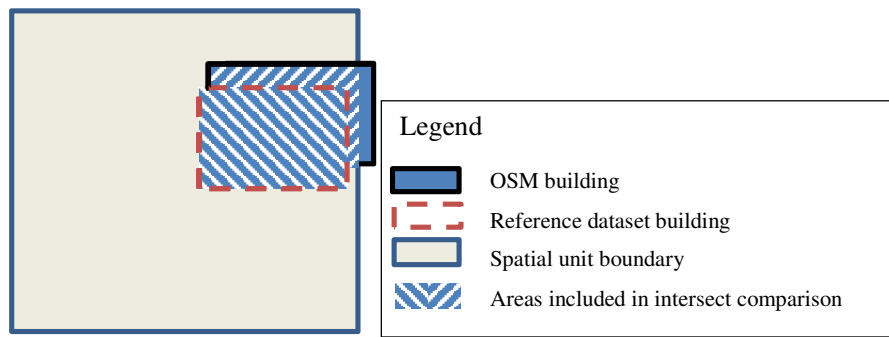 Legend
OSM building
Reference dataset building
Spatial unit boundary
Areas included in intersect comparison